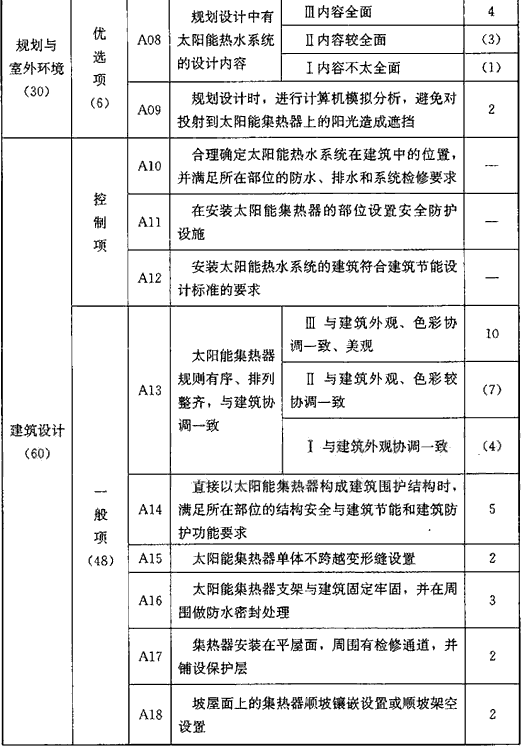 规划与
室外环境
(30)
优
选
项
(6)
A08
规划设计中有
太阳能热水系统
的设计内容
Ⅲ内容全面
4
Ⅱ内容较全面
(3)
Ⅰ内容不太全面
(1)
A09
规划设计时，进行计算机模拟分析，避免对
投射到太阳能集热器上的阳光造成遮挡
2
建筑设计
(60)
控
制
项
A10
合理确定太阳能热水系统在建筑中的位置，
并满足所在部位的防水、排水和系统检修要求
—
A11
在安装太阳能集热器的部位设置安全防护
设施
—
A12
安装太阳能热水系统的建筑符合建筑节能设
计标准的要求
—
一
般
项
(48)
A13
太阳能集热器
规则有序、排列
整齐，与建筑协
调一致
Ⅲ 与建筑外观、色彩协
调一致、美观
10
Ⅱ 与建筑外观、色彩较
协调一致
(7)
Ⅰ 与建筑外观协调一致
(4)
A14
直接以太阳能集热器构成建筑围护结构时，
满足所在部位的结构安全与建筑节能和建筑防
护功能要求
5
A15
太阳能集热器单体不跨越变形缝设置
2
A16
太阳能集热器支架与建筑固定牢固，并在周
围做防水密封处理
3
A17
集热器安装在平屋面，周围有检修通道，并
铺设保护层
2
A18
坡屋面上的集热器顺坡镶嵌设置或顺坡架空
设置
2